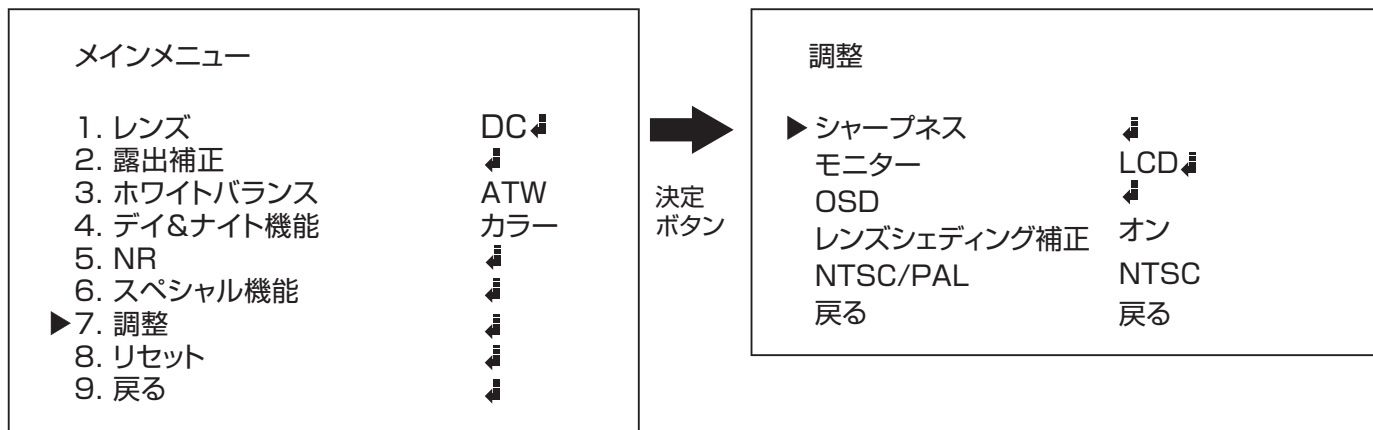 メインメニュー
1. レンズ DC↲
2. 露出補正 ↲
3. ホワイトバランス ATW
4. デイ&ナイト機能 カラー
5. NR ↲
6. スペシャル機能 ↲
▶7. 調整 ↲
8. リセット ↲
9. 戻る ↲
決定
ボタン
調整
▶シャープネス ↲
モニター LCD↲
OSD ↲
レンズシェディング補正 オン
NTSC/PAL NTSC
戻る 戻る